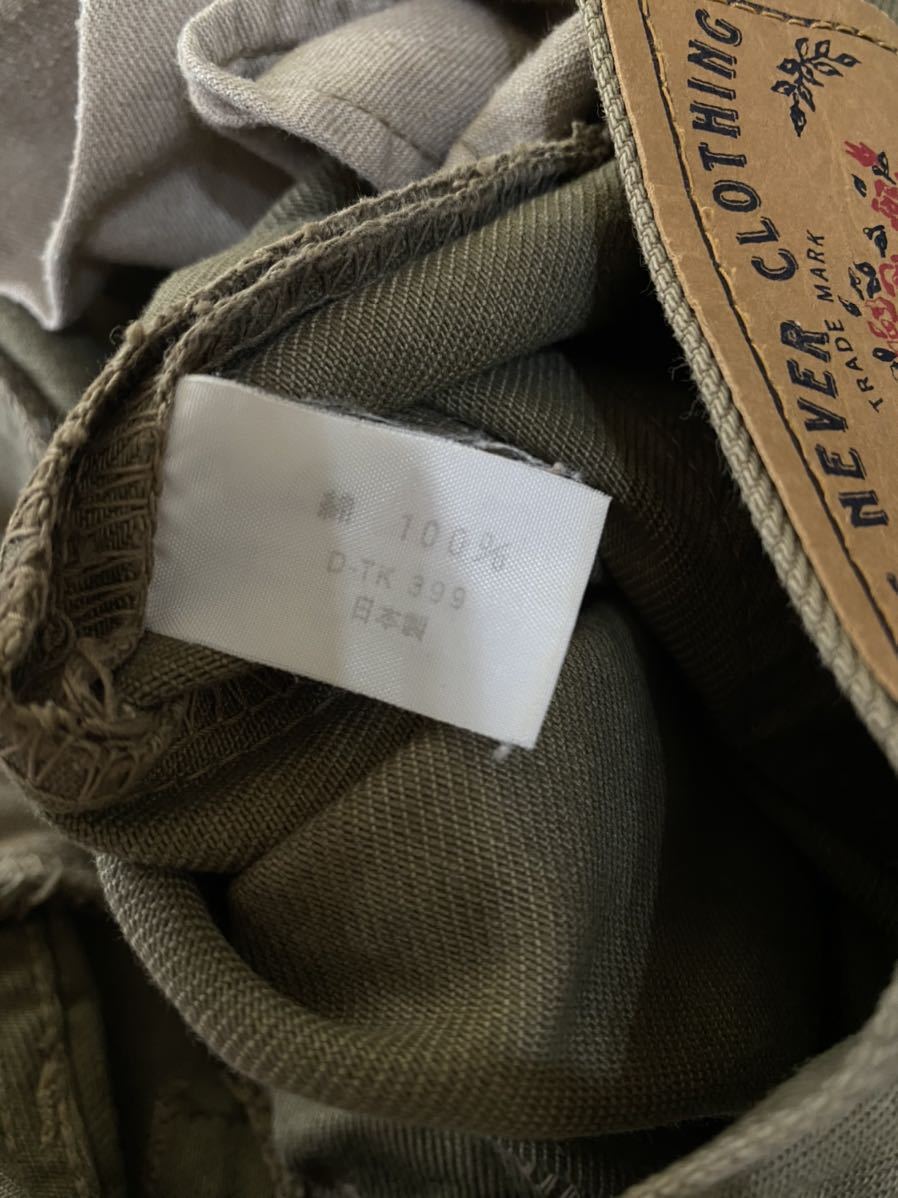 綿 100%
D-TK 399
日本製
NEVER CLOTHING
TRADE MARK